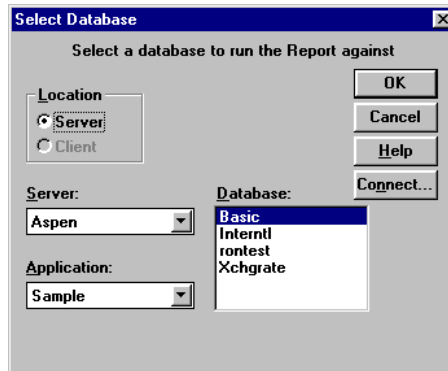 Select Database
Select a database to run the Report against
Location
Server
Client
OK
Cancel
Help
Connect...
Server:
Aspen
Application:
Sample
Database:
Basic
Interntl
rontest
Xchgrate